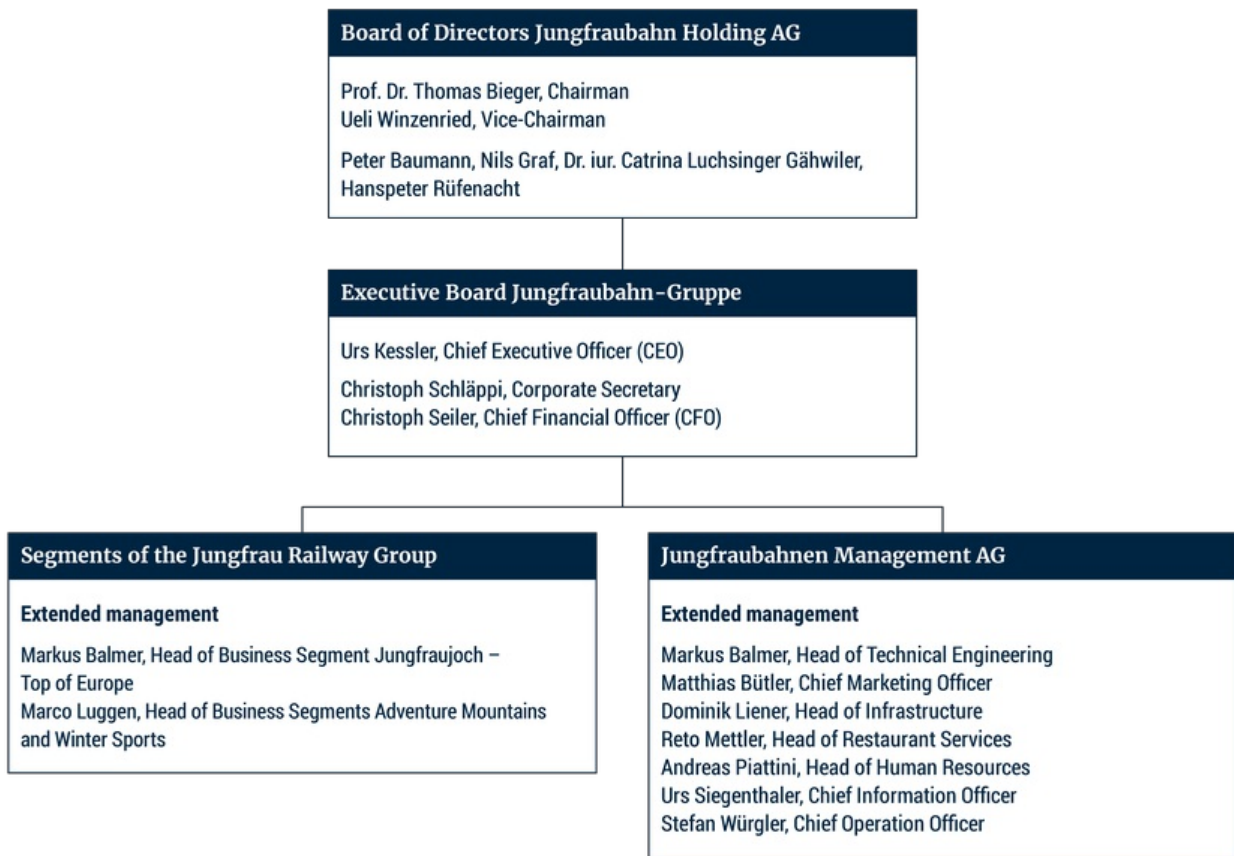 Board of Directors Jungfraubahn Holding AG
Prof. Dr. Thomas Bieger, Chairman
Ueli Winzenried, Vice-Chairman
Peter Baumann, Nils Graf, Dr. iur. Catrina Luchsinger Gähwiler,
Hanspeter Rüfenacht
Executive Board Jungfraubahn-Gruppe
Urs Kessler, Chief Executive Officer (CEO)
Christoph Schläppi, Corporate Secretary
Christoph Seiler, Chief Financial Officer (CFO)
Segments of the Jungfrau Railway Group
Extended management
Markus Balmer, Head of Business Segment Jungfraujoch –
Top of Europe
Marco Luggen, Head of Business Segments Adventure Mountains
and Winter Sports
Jungfraubahnen Management AG
Extended management
Markus Balmer, Head of Technical Engineering
Matthias Bütler, Chief Marketing Officer
Dominik Liener, Head of Infrastructure
Reto Mettler, Head of Restaurant Services
Andreas Piattini, Head of Human Resources
Urs Siegenthaler, Chief Information Officer
Stefan Würgler, Chief Operation Officer